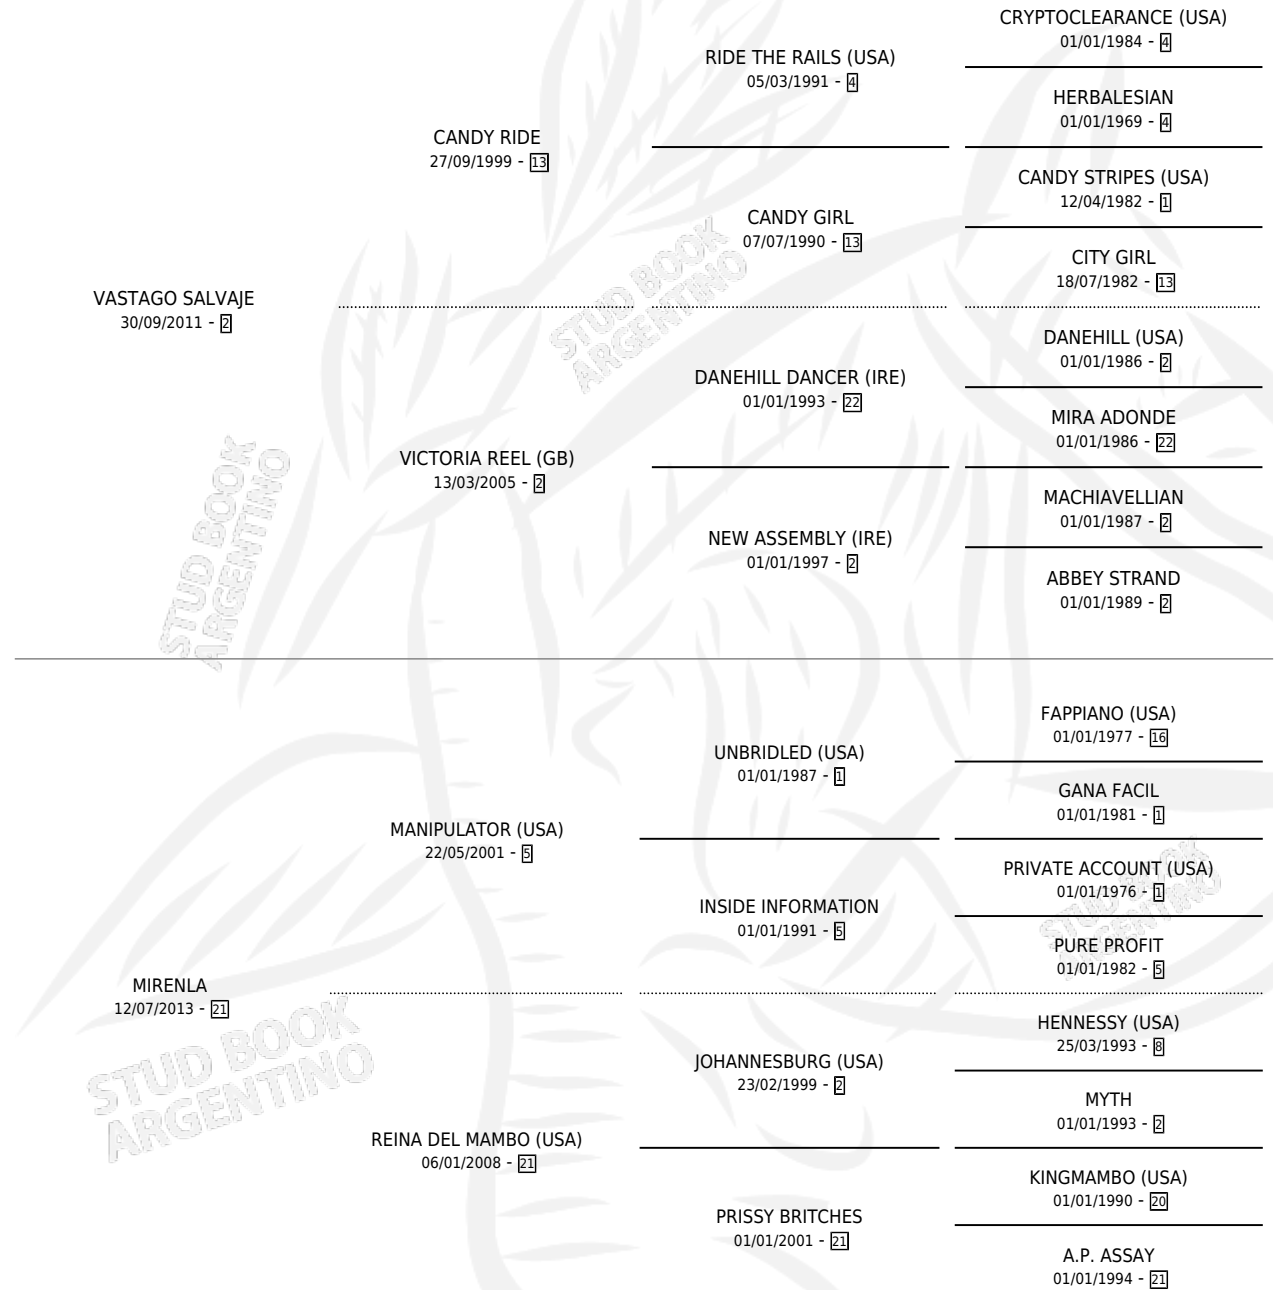 CRYPTOCLEARANCE (USA)
01/01/1984 - 4
RIDE THE RAILS (USA)
05/03/1991 - 4
HERBALESIAN
01/01/1969 - 4
CANDY RIDE
27/09/1999 - 13
CANDY STRIPES (USA)
12/04/1982 - 1
CANDY GIRL
07/07/1990 - 13
CITY GIRL
18/07/1982 - 13
VASTAGO SALVAJE
30/09/2011 - 2
STUD BOOK
ARGENTINO
DANEHILL (USA)
01/01/1986 - 2
DANEHILL DANCER (IRE)
01/01/1993 - 22
MIRA ADONDE
01/01/1986 - 22
VICTORIA REEL (GB)
13/03/2005 - 2
MACHIAVELLIAN
01/01/1987 - 2
NEW ASSEMBLY (IRE)
01/01/1997 - 2
ABBEY STRAND
01/01/1989 - 2
STUD BOOK
ARGENTINO
FAPPIANO (USA)
01/01/1977 - 16
UNBRIDLED (USA)
01/01/1987 - 1
GANA FACIL
01/01/1981 - 1
MANIPULATOR (USA)
22/05/2001 - 5
PRIVATE ACCOUNT (USA)
01/01/1976 - 1
INSIDE INFORMATION
01/01/1991 - 5
STUD BOOK
ARGENTINO
PURE PROFIT
01/01/1982 - 5
MIRENLA
12/07/2013 - 21
HENNESSY (USA)
25/03/1993 - 8
JOHANNESBURG (USA)
23/02/1999 - 2
STUD BOOK
ARGENTINO
MYTH
01/01/1993 - 2
REINA DEL MAMBO (USA)
06/01/2008 - 21
KINGMAMBO (USA)
01/01/1990 - 20
PRISSY BRITCHES
01/01/2001 - 21
A.P. ASSAY
01/01/1994 - 21